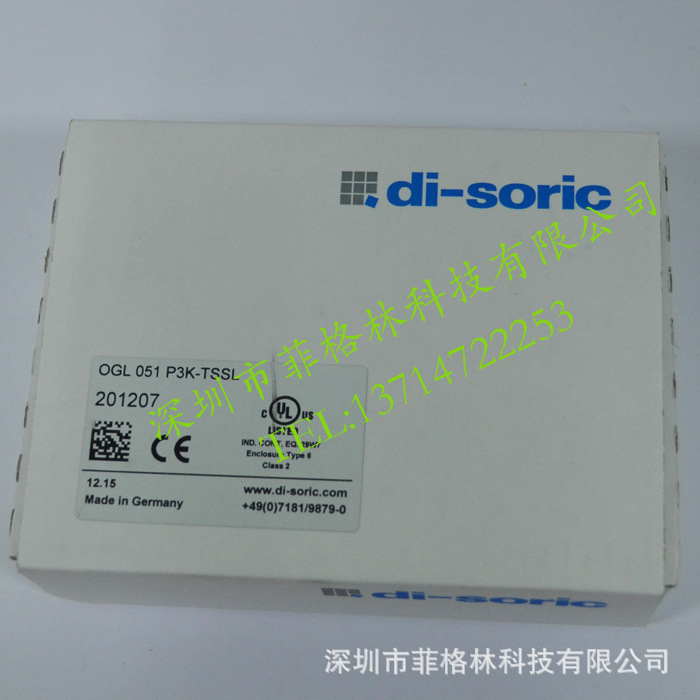 di-soric
深圳市菲格林科技有限公司
TEL:13714722253
OGL 051 P3K-TSSL
201207
CE
C UL US
LISTED
IND. CONT. EQ.
Enclosure Type
Class 2
12.15
Made in Germany
www.di-soric.com
+49(0)7181/9879-0
di-soric
深圳市菲格林科技有限公司